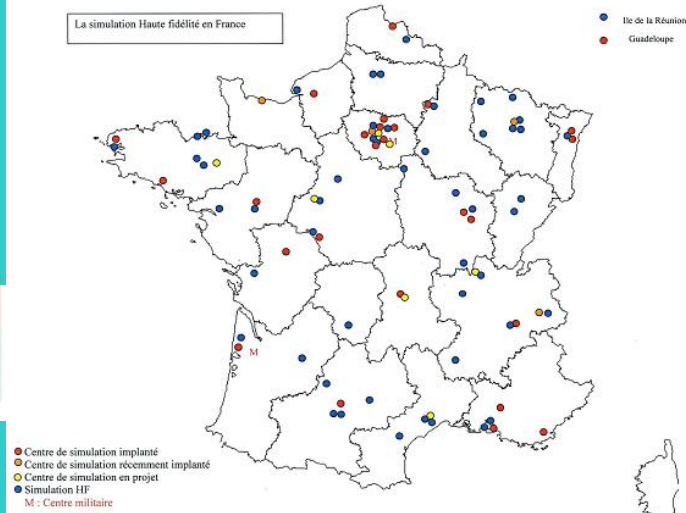 La simulation Haute fidélité en France
Ile de la Réunion
Guadeloupe
M
M
Centre de simulation implanté
Centre de simulation récemment implanté
Centre de simulation en projet
Simulation HF
M : Centre militaire